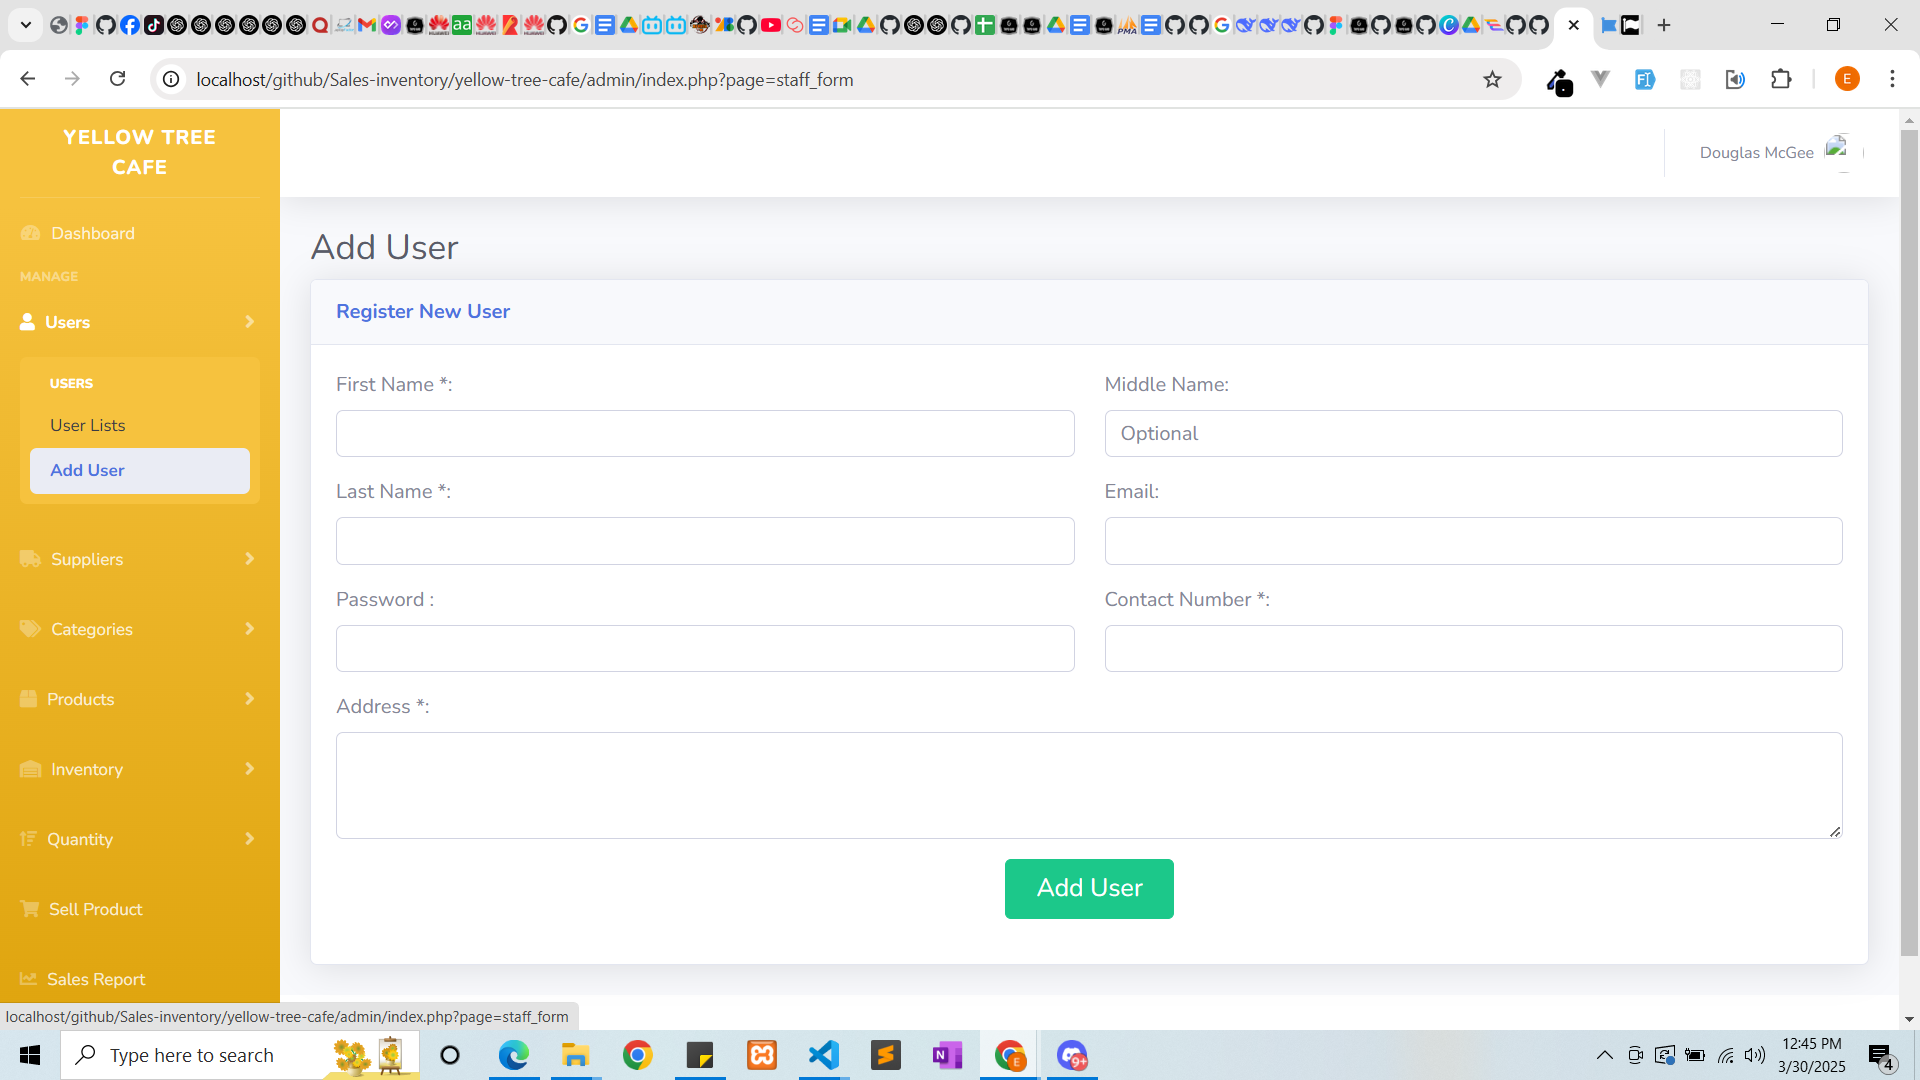 localhost/github/Sales-inventory/yellow-tree-cafe/admin/index.php?page=staff_form
E
YELLOW TREE
CAFE
Douglas McGee
Dashboard
Add User
MANAGE
Users
Register New User
USERS
User Lists
Add User
First Name *:
Middle Name:
Optional
Last Name *:
Email:
Suppliers
Password :
Contact Number *:
Categories
Products
Address *:
Inventory
Quantity
Add User
Sell Product
Sales Report
localhost/github/Sales-inventory/yellow-tree-cafe/admin/index.php?page=staff_form
Type here to search
12:45 PM
3/30/2025
4
9+